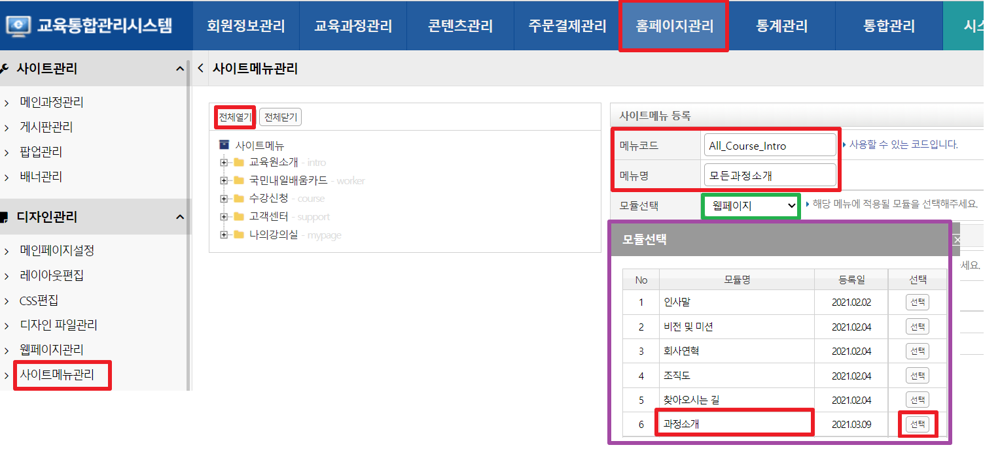 교육통합관리시스템 회원정보관리 교육과정관리 콘텐츠관리 주문결제관리 홈페이지관리 통계관리 통합관리
사이트관리
메인과정관리
게시판관리
팝업관리
배너관리
디자인관리
메인페이지설정
레이아웃편집
CSS편집
디자인 파일관리
웹페이지관리
사이트메뉴관리
사이트메뉴관리
전체열기 전체닫기
사이트메뉴
교육원소개 - intro
국민내일배움카드 - worker
수강신청 - course
고객센터 - support
나의강의실 - mypage
사이트메뉴 등록
메뉴코드 All_Course_Intro 사용할 수 있는 코드입니다.
메뉴명 모든과정소개
모듈선택 웹페이지 해당 메뉴에 적용될 모듈을 선택해주세요.
모듈선택
세요.
No 모듈명 등록일 선택
1 인사말 2021.02.02 선택
2 비전 및 미션 2021.02.04 선택
3 회사연혁 2021.02.04 선택
4 조직도 2021.02.04 선택
5 찾아오시는 길 2021.02.04 선택
6 과정소개 2021.03.09 선택